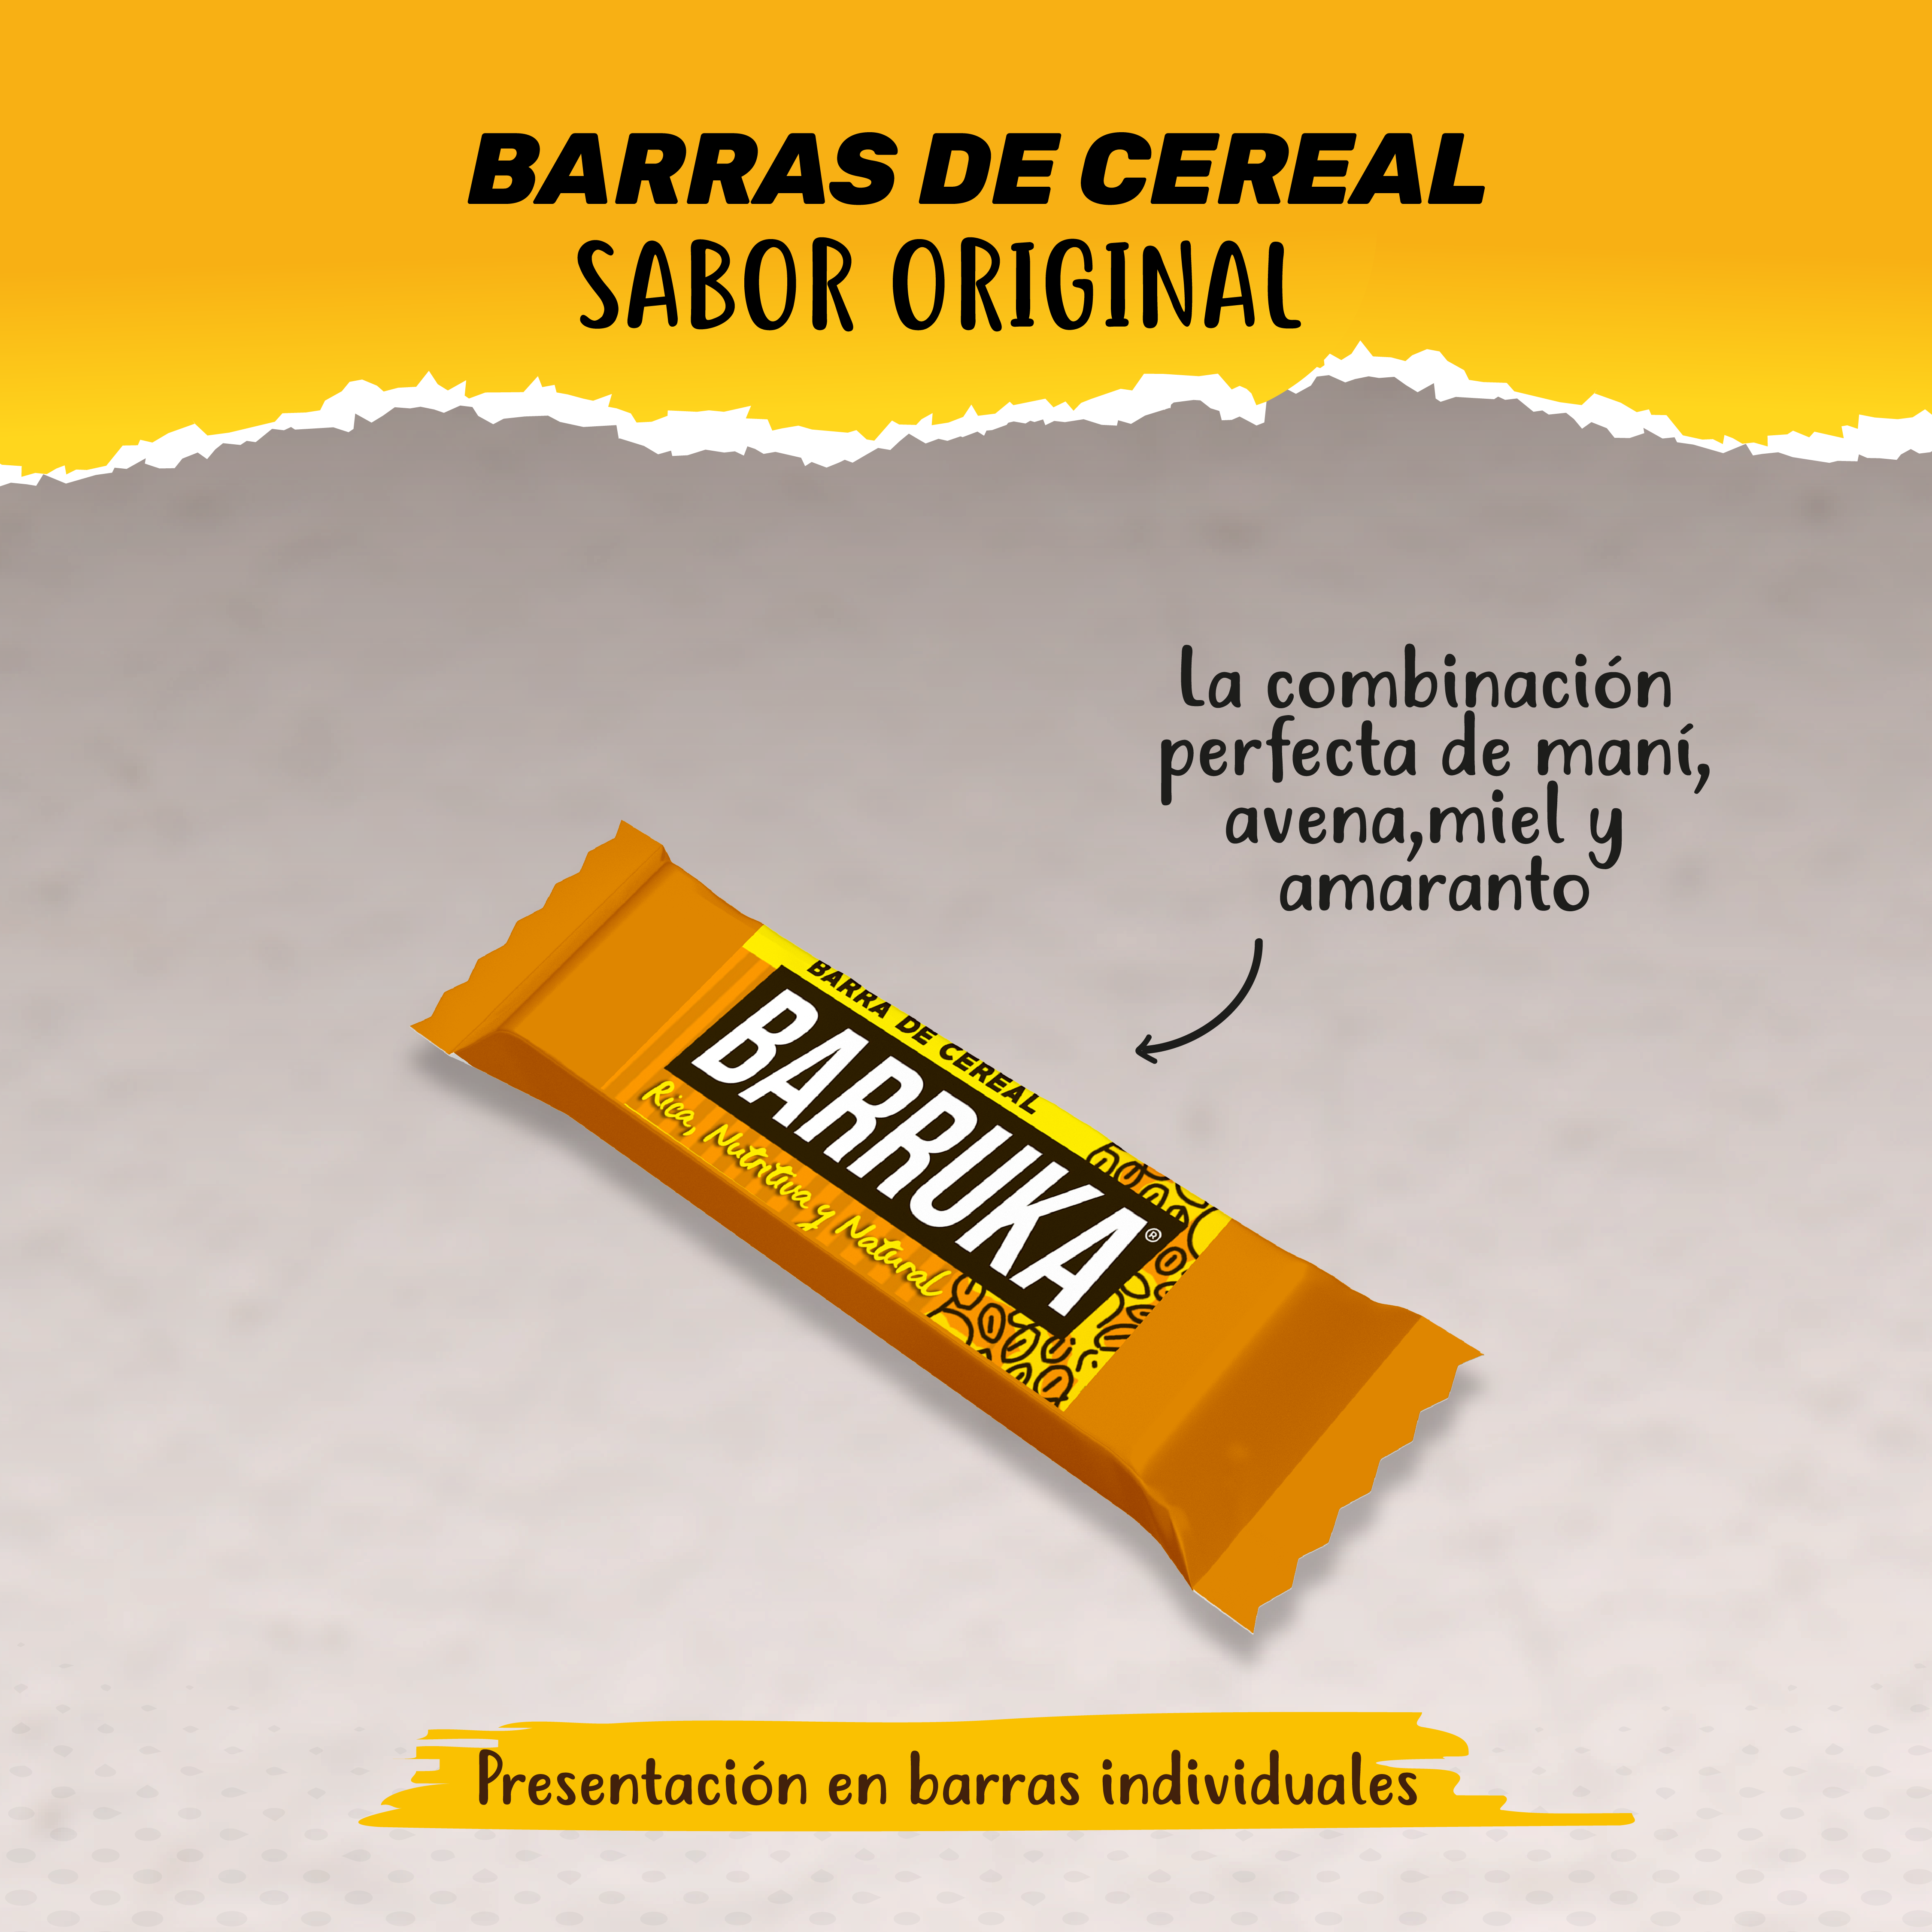 BARRAS DE CEREAL
SABOR ORIGINAL
La combinación
perfecta de maní,
avena,miel y
amaranto
BARRA DE CEREAL
BARRUKA®
Rica, Nutritiva y Natural
Presentación en barras individuales